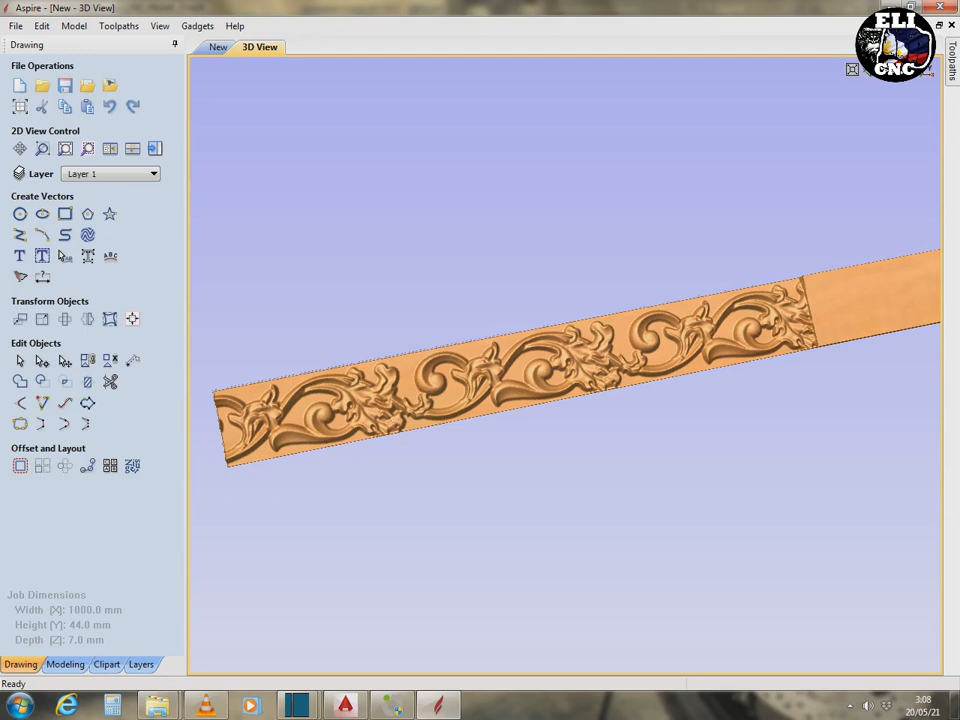 Aspire - [New - 3D View]
File Edit Model Toolpaths View Gadgets Help
ELI
CNC
Drawing
New 3D View
Toolpaths
File Operations
2D View Control
Layer Layer 1
Create Vectors
Transform Objects
Edit Objects
Offset and Layout
Job Dimensions
Width (X): 1000.0 mm
Height (Y): 44.0 mm
Depth (Z): 7.0 mm
Drawing Modeling Clipart Layers
Ready
3:08
20/05/21